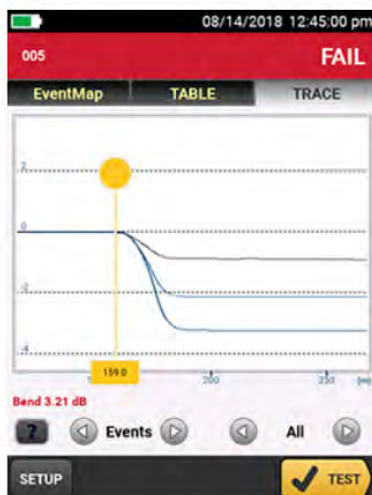 08/14/2018 12:45:00 pm
005
FAIL
EventMap
TABLE
TRACE
2
0
-2
-4
159.0
200
250
Bend 3.21 dB
?
Events
All
SETUP
TEST